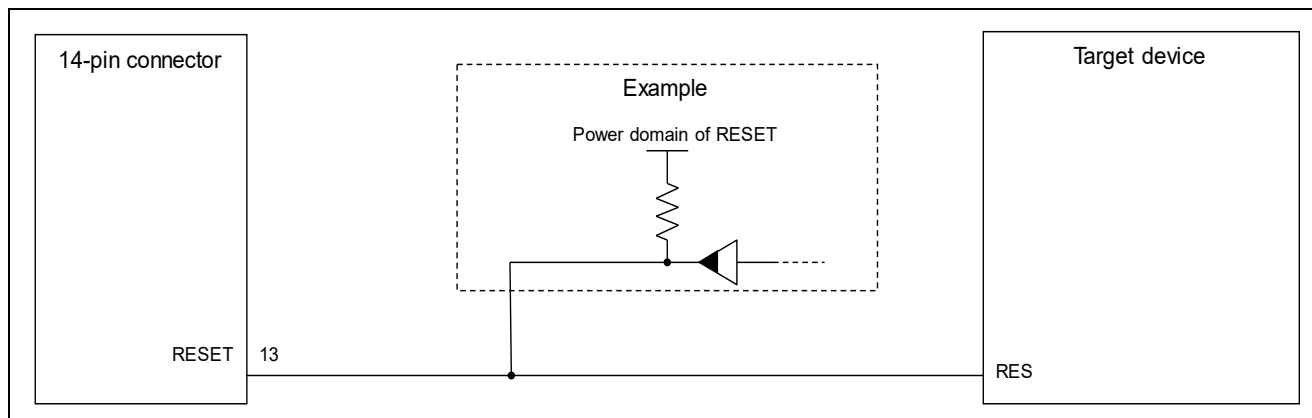 14-pin connector
Target device
Example
Power domain of RESET
RESET 13
RES